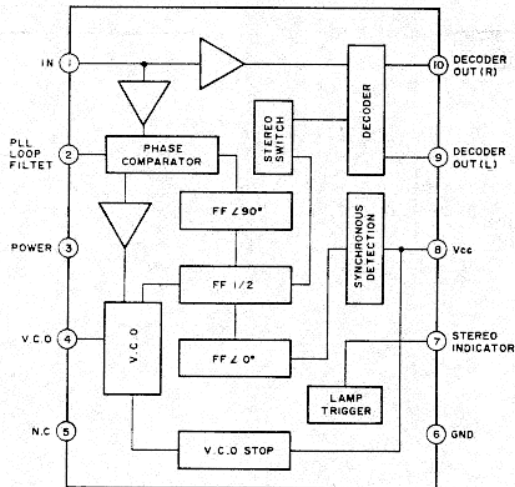 IN 1
10 DECODER
OUT (R)
DECODER
STEREO
SWITCH
PLL
LOOP
FILTET
2
PHASE
COMPARATOR
9 DECODER
OUT (L)
FF ∠90°
SYNCHRONOUS
DETECTION
POWER 3
8 Vcc
FF 1/2
V.C.O 4
V.C.O
7 STEREO
INDICATOR
FF ∠0°
LAMP
TRIGGER
N.C 5
6 GND.
V.C.O STOP